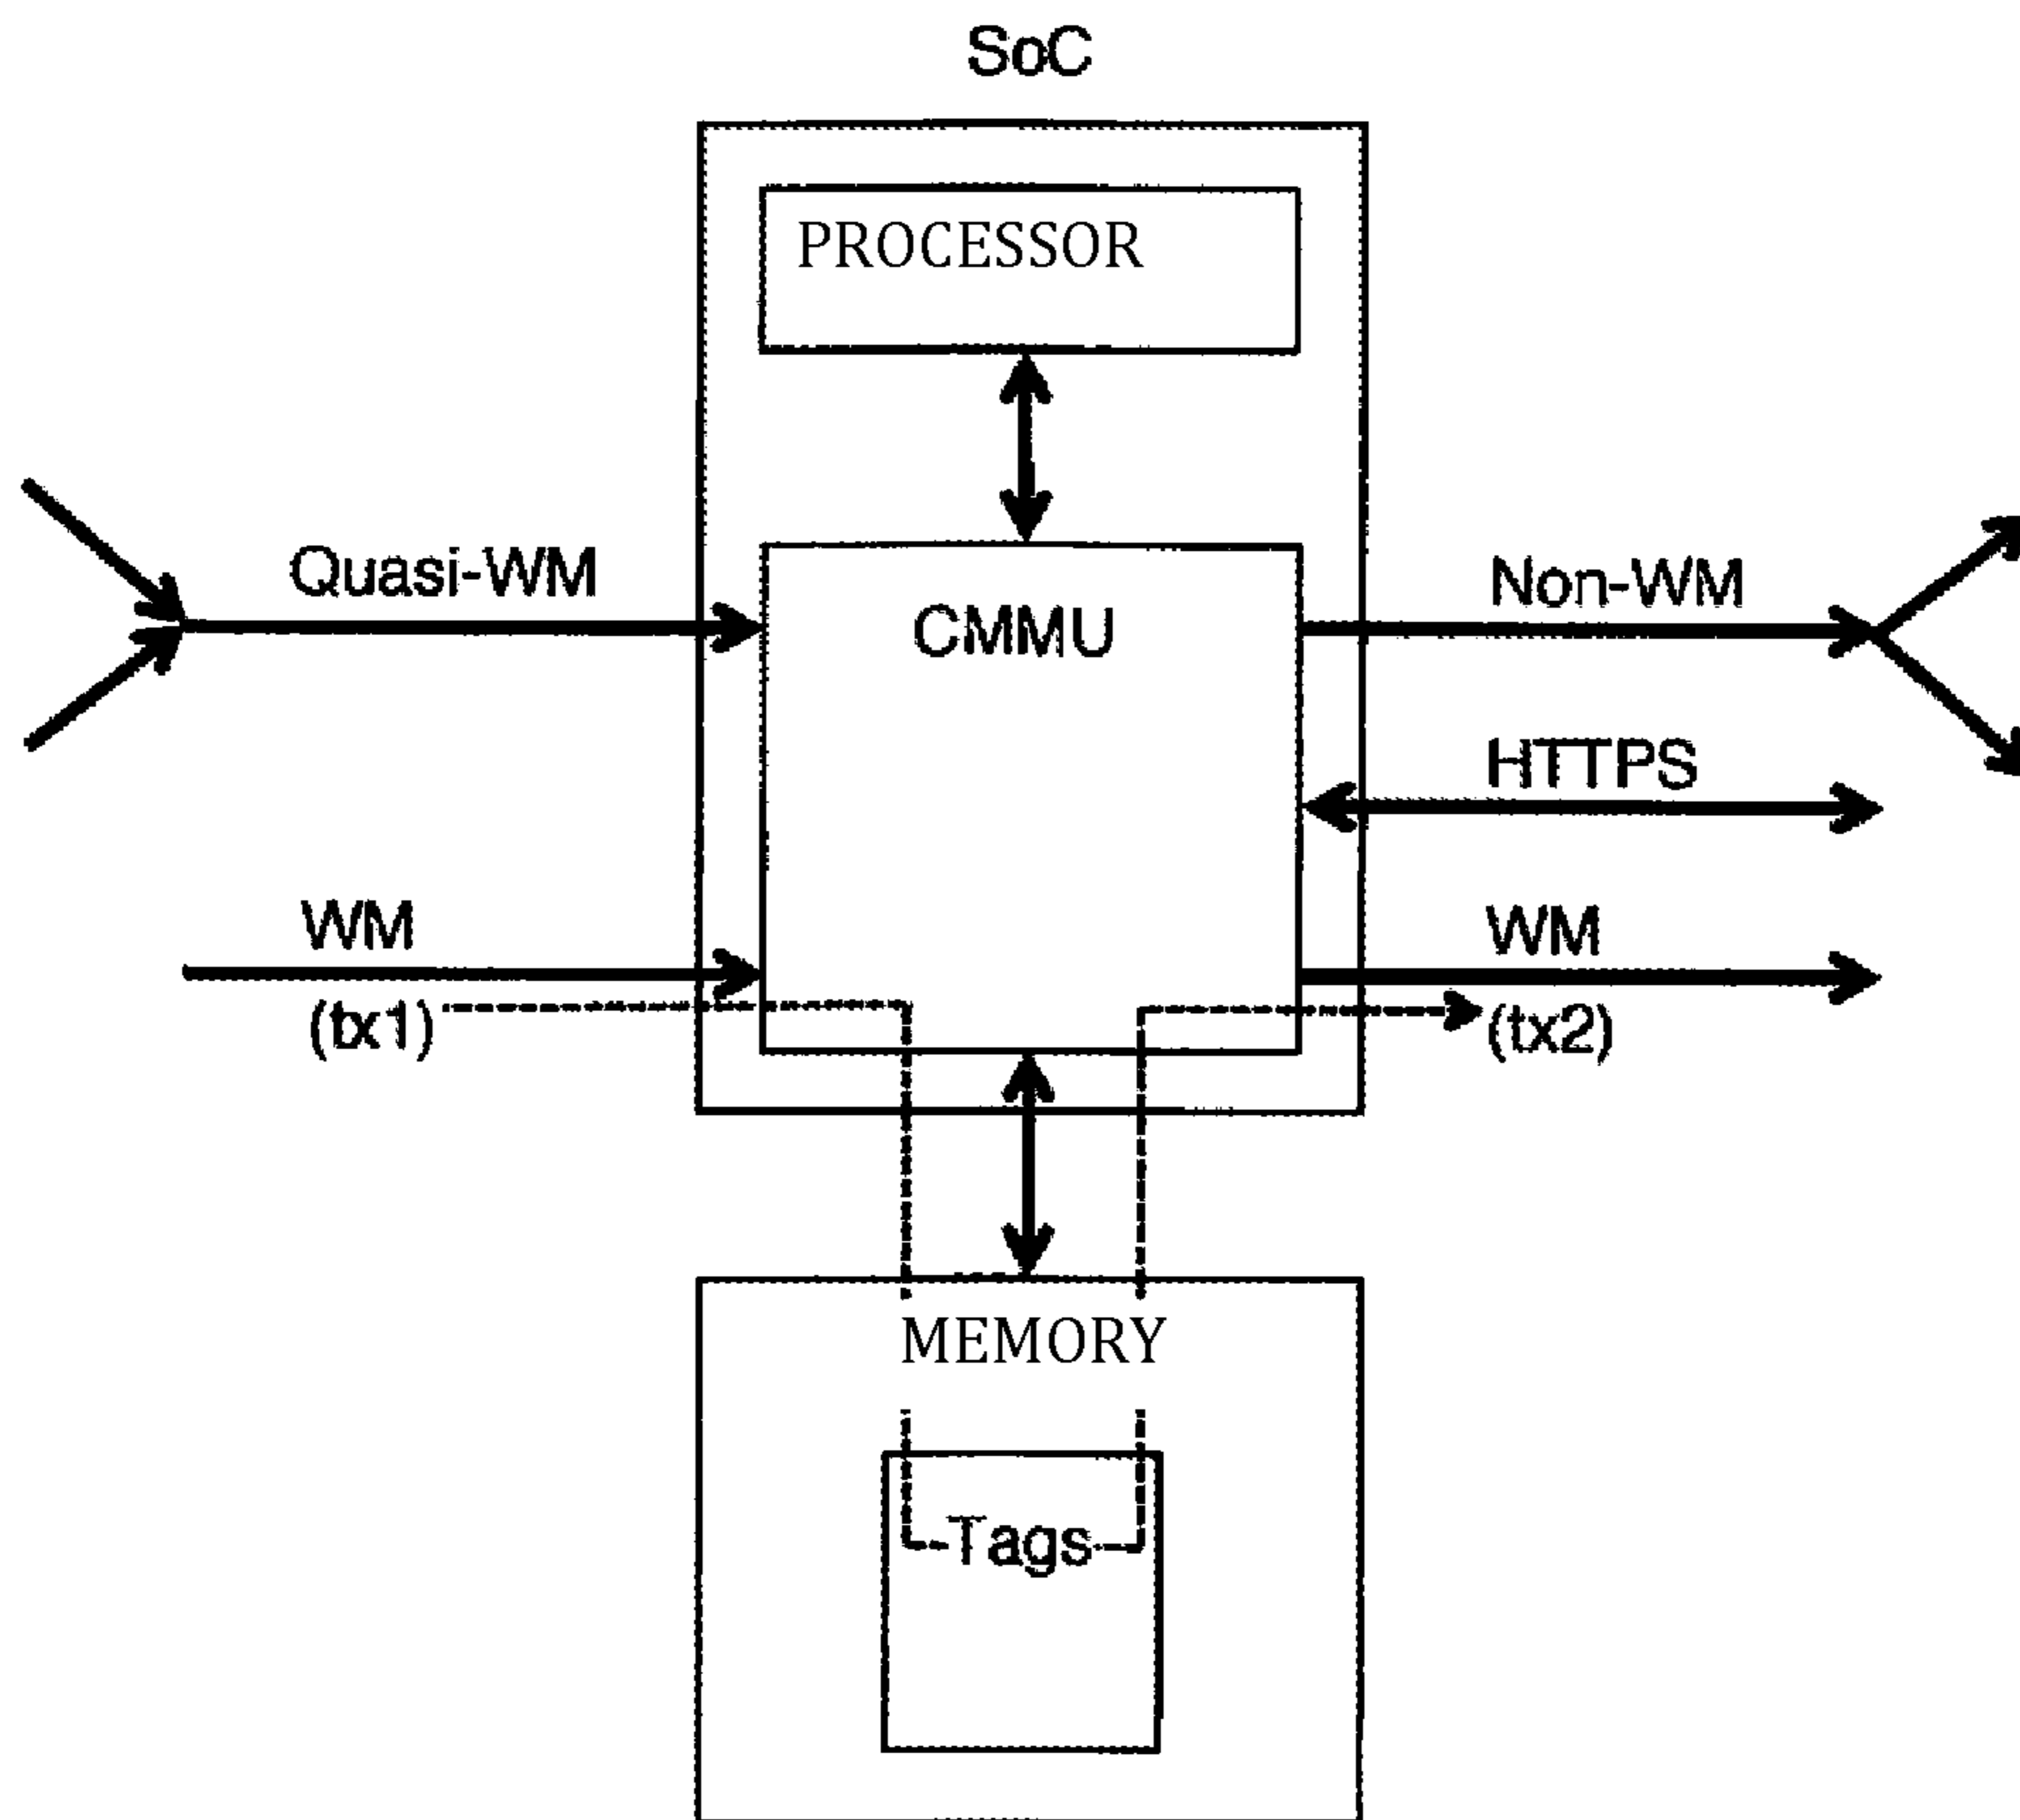 SoC
PROCESSOR
Quasi-WM
CMMU
Non-WM
HTTPS
WM
WM
(tx1)
(tx2)
MEMORY
Tags